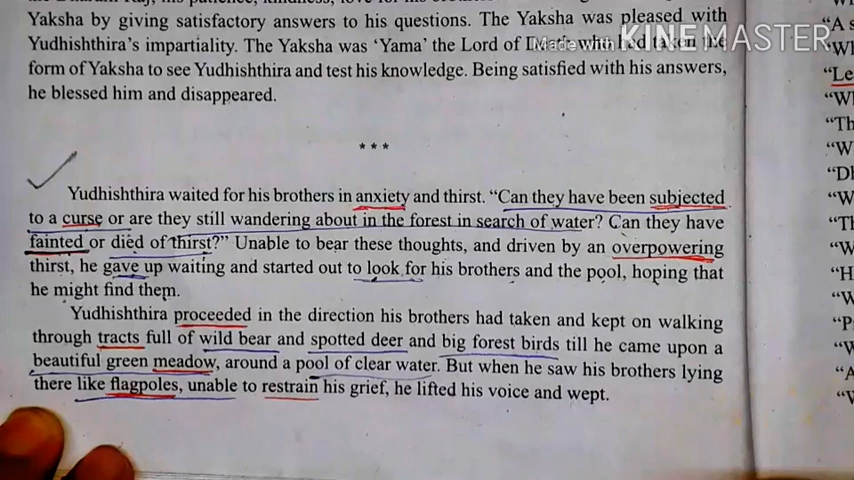 Yaksha by giving satisfactory answers to his questions. The Yaksha was pleased with
Yudhishthira's impartiality. The Yaksha was 'Yama' the Lord of Death who had taken the
form of Yaksha to see Yudhishthira and test his knowledge. Being satisfied with his answers,
he blessed him and disappeared.
Made with KINEMASTER
***
Yudhishthira waited for his brothers in anxiety and thirst. "Can they have been subjected
to a curse or are they still wandering about in the forest in search of water? Can they have
fainted or died of thirst?" Unable to bear these thoughts, and driven by an overpowering
thirst, he gave up waiting and started out to look for his brothers and the pool, hoping that
he might find them.
Yudhishthira proceeded in the direction his brothers had taken and kept on walking
through tracts full of wild bear and spotted deer and big forest birds till he came upon a
beautiful green meadow, around a pool of clear water. But when he saw his brothers lying
there like flagpoles, unable to restrain his grief, he lifted his voice and wept.